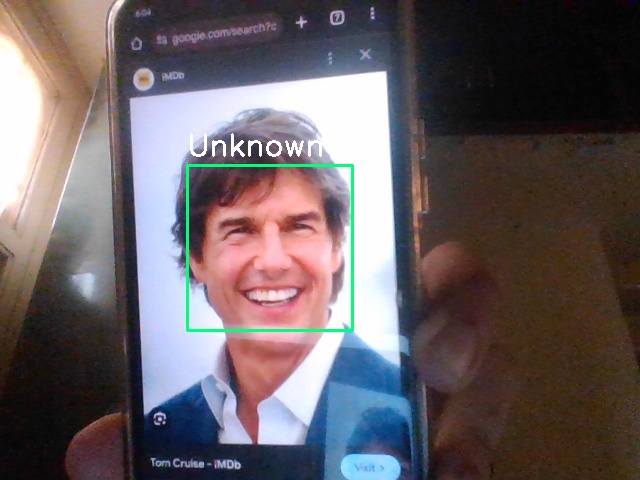 6:04
google.com/search?c
7
IMDb
Unknown
Tom Cruise - IMDb
Visit >